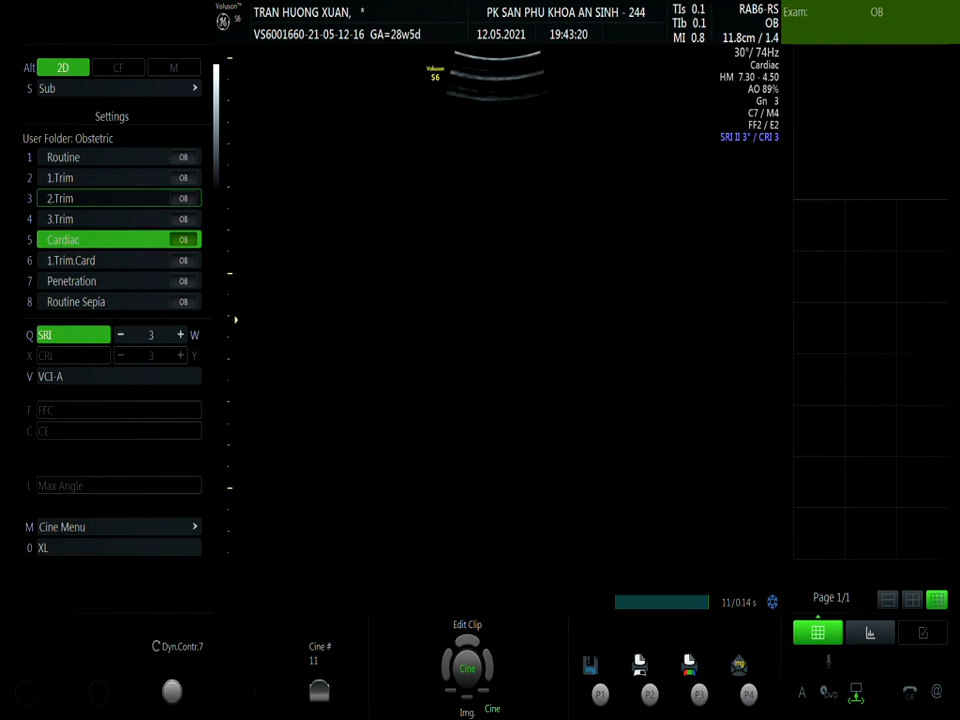 Voluson™
S6
TRAN HUONG XUAN, *
PK SAN PHU KHOA AN SINH - 244
VS6001660-21-05-12-16 GA=28w5d
12.05.2021
19:43:20
TIs 0.1
TIb 0.1
MI 0.8
RAB6-RS
OB
11.8cm / 1.4
30°/ 74Hz
Cardiac
HM 7.30 - 4.50
AO 89%
Gn 3
C7 / M4
FF2 / E2
SRI II 3* / CRI 3
Exam: OB
Voluson
S6
Alt 2D CF M
S Sub >
Settings
User Folder: Obstetric
1 Routine OB
2 1.Trim OB
3 2.Trim OB
4 3.Trim OB
5 Cardiac OB
6 1.Trim.Card OB
7 Penetration OB
8 Routine Sepia OB
Q SRI - 3 + W
X CRI - 3 + Y
V VCI-A
F FFC
C CE
L Max Angle
M Cine Menu >
0 XL
11/0.14 s
Page 1/1
C Dyn.Contr.7
Cine #
11
Edit Clip
Cine
Img.
Cine
Img
P1
P2
P3
P4
A
DVD
@